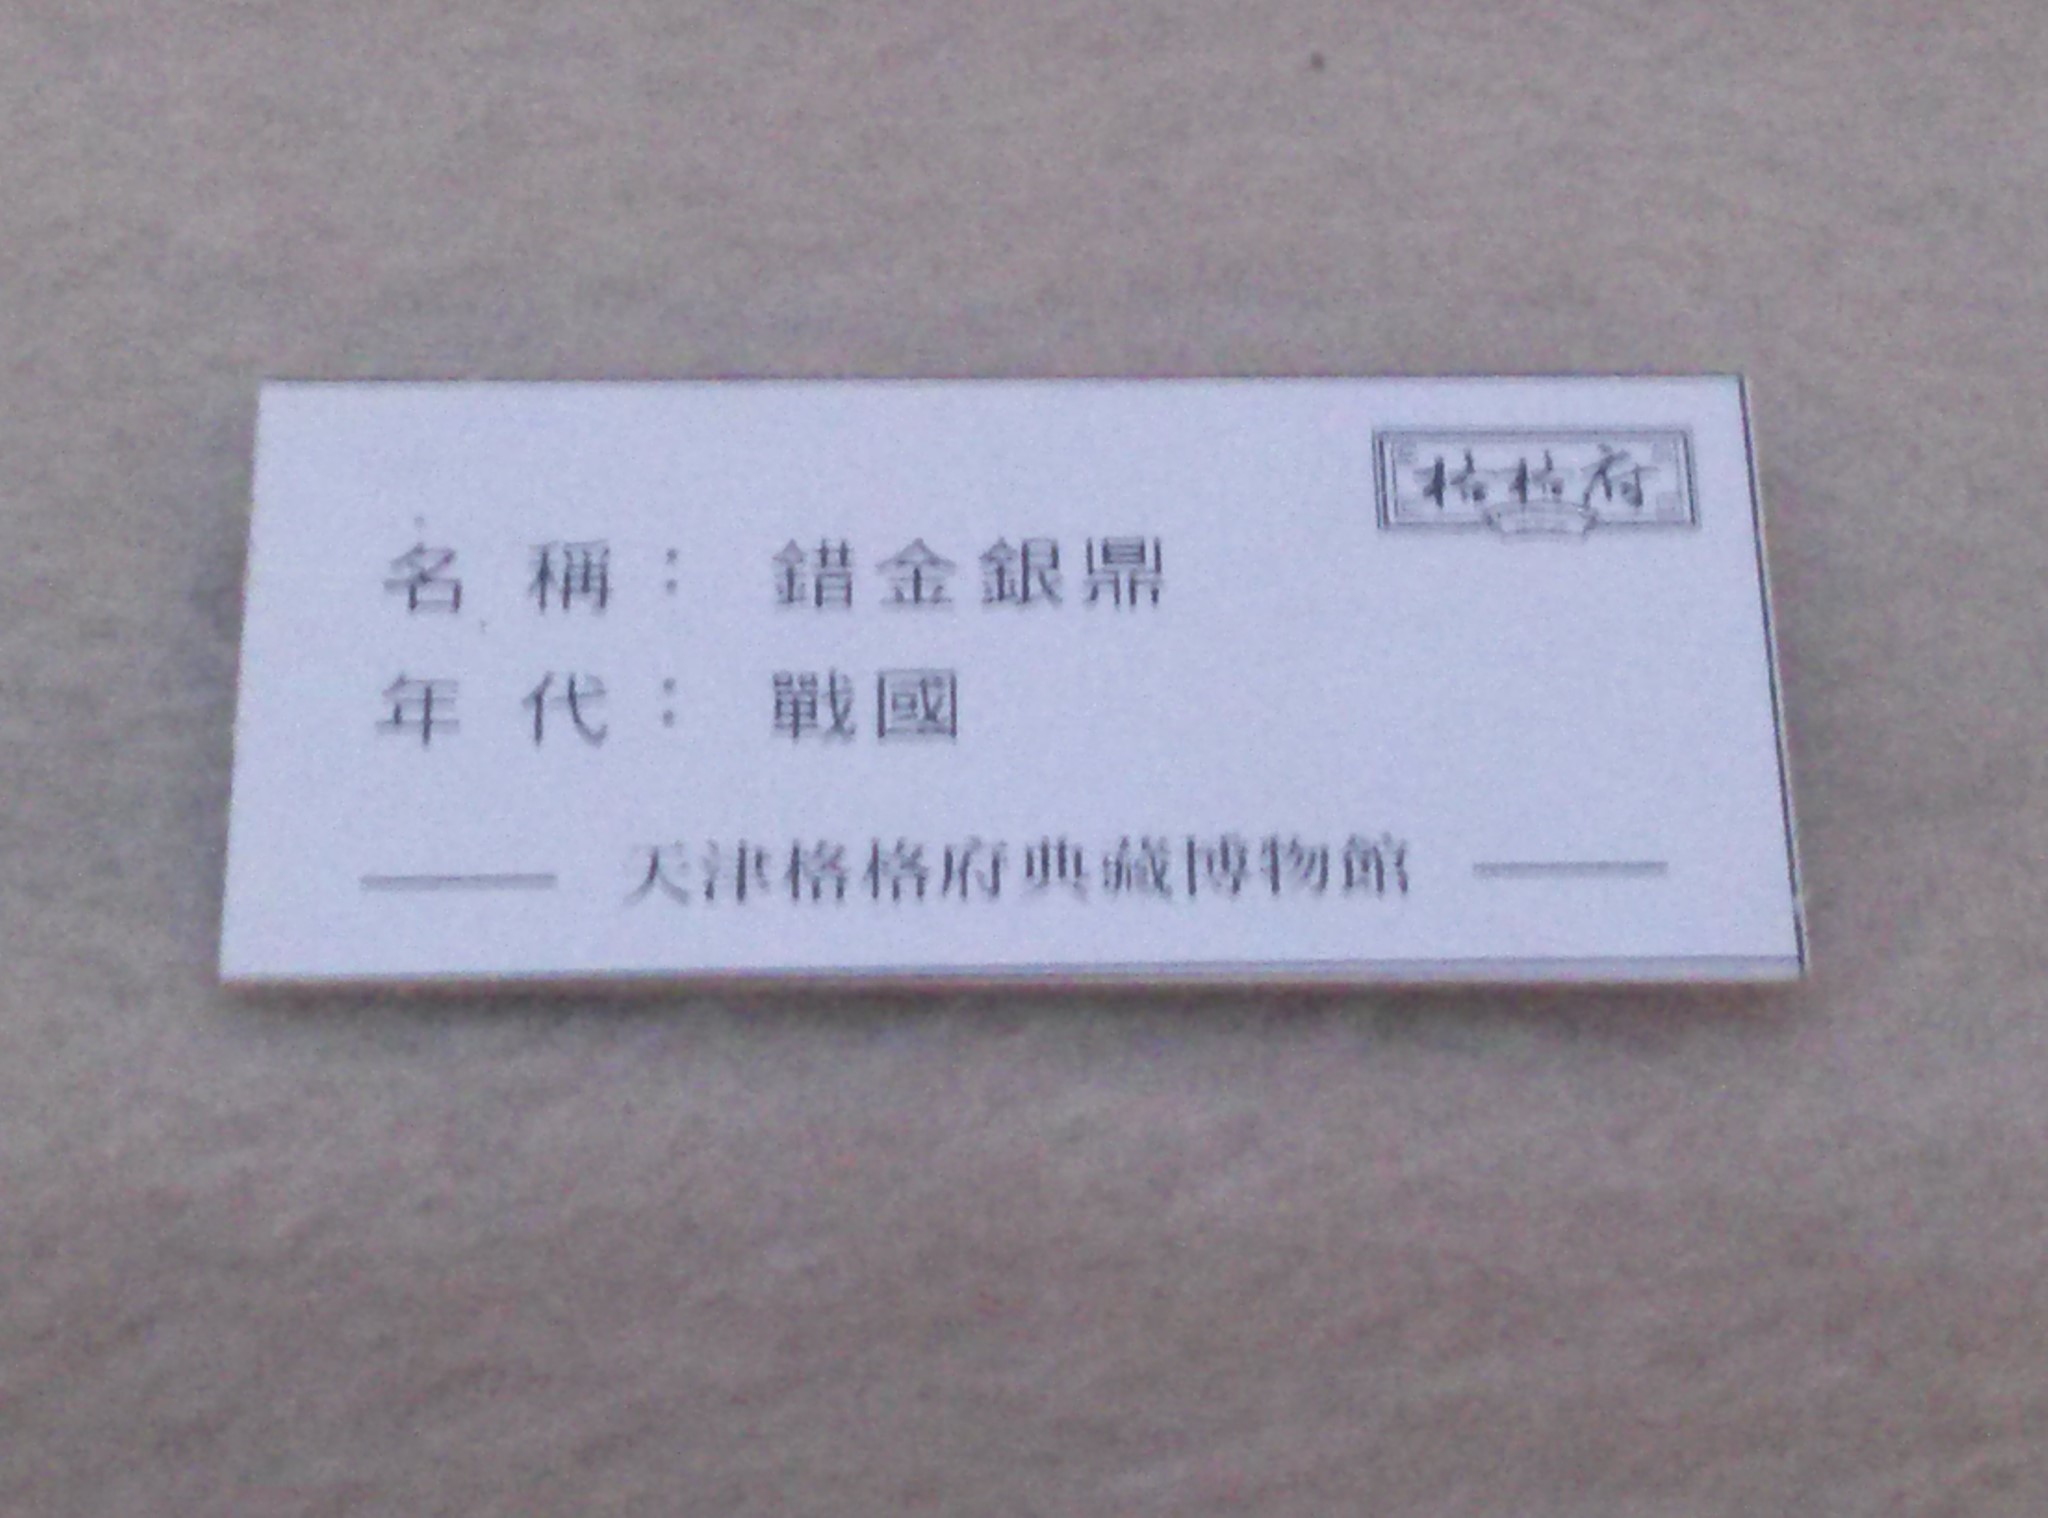 格格府
名 稱： 錯金銀鼎
年 代： 戰國
天津格格府典藏博物館